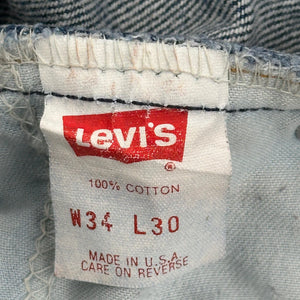 Levi's
®
100% COTTON
W34 L30
MADE IN U.S.A.
CARE ON REVERSE